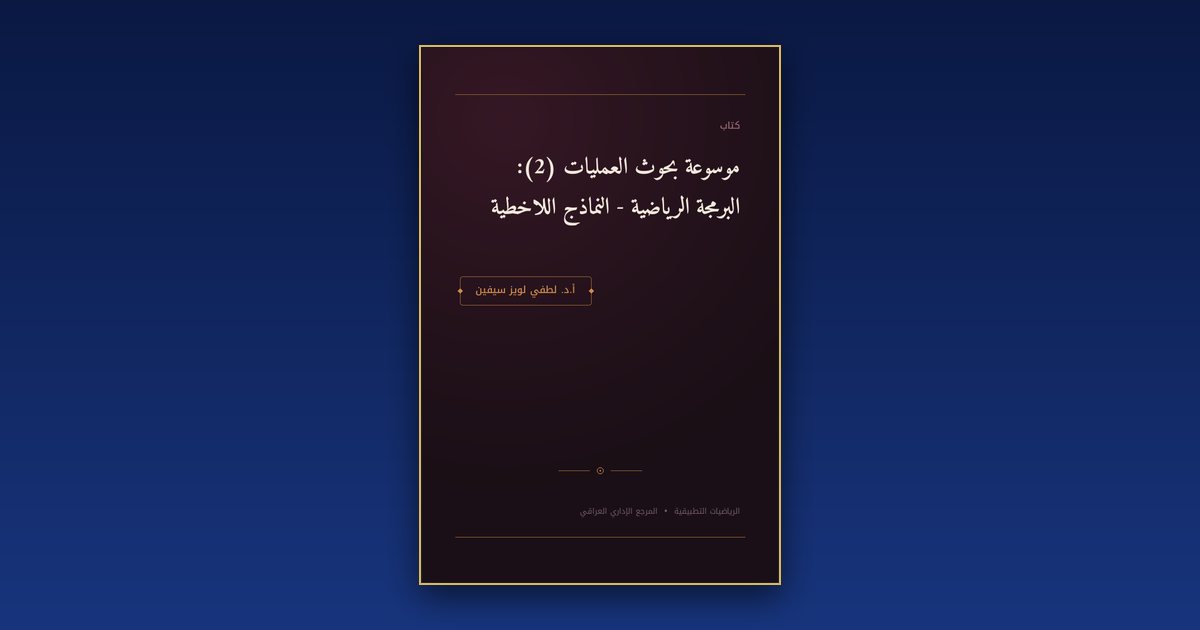 كتاب
موسوعة بحوث العمليات (2):
البرمجة الرياضية - النماذج اللاخطية
أ.د. لطفي لويز سيفين
الرياضيات التطبيقية • المرجع الإداري العراقي